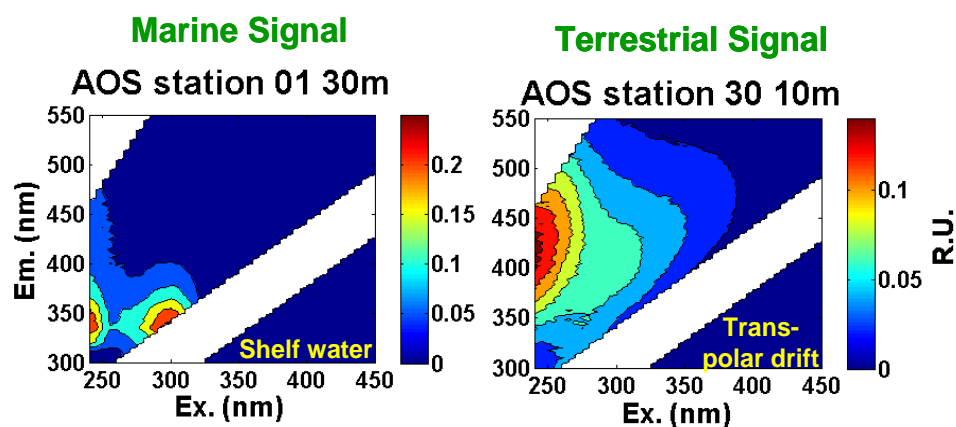 Marine Signal
AOS station 01 30m
550
500
450
400
350
300
Em. (nm)
250
300
350
400
450
Ex. (nm)
Shelf water
0.2
0.15
0.1
0.05
0
Terrestrial Signal
AOS station 30 10m
550
500
450
400
350
300
250
300
350
400
450
Ex. (nm)
Trans-
polar drift
0.1
0.05
0
R.U.